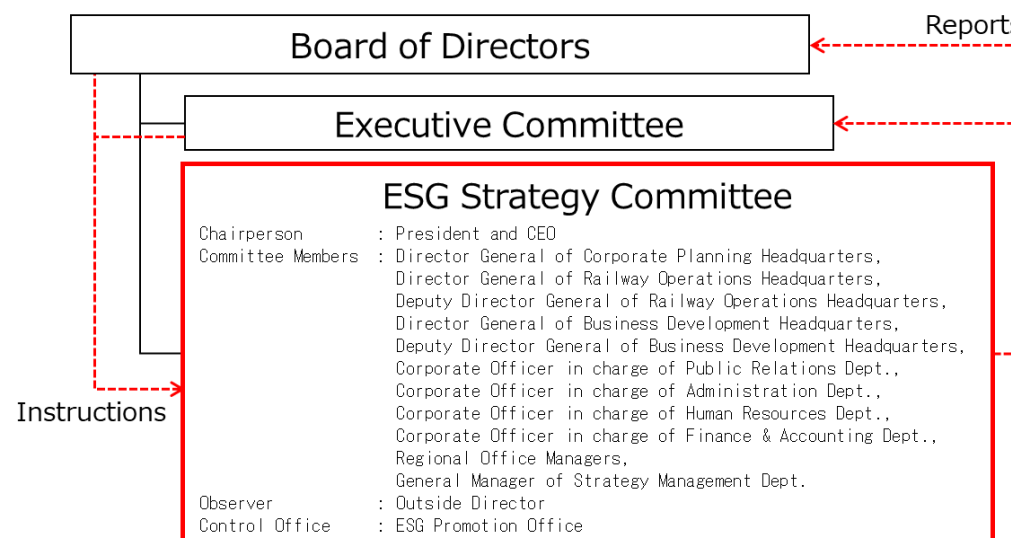 Reports
Board of Directors
Executive Committee
ESG Strategy Committee
Chairperson : President and CEO
Committee Members : Director General of Corporate Planning Headquarters,
Director General of Railway Operations Headquarters,
Deputy Director General of Railway Operations Headquarters,
Director General of Business Development Headquarters,
Deputy Director General of Business Development Headquarters,
Corporate Officer in charge of Public Relations Dept.,
Corporate Officer in charge of Administration Dept.,
Corporate Officer in charge of Human Resources Dept.,
Corporate Officer in charge of Finance & Accounting Dept.,
Regional Office Managers,
General Manager of Strategy Management Dept.
Observer : Outside Director
Control Office : ESG Promotion Office
Instructions